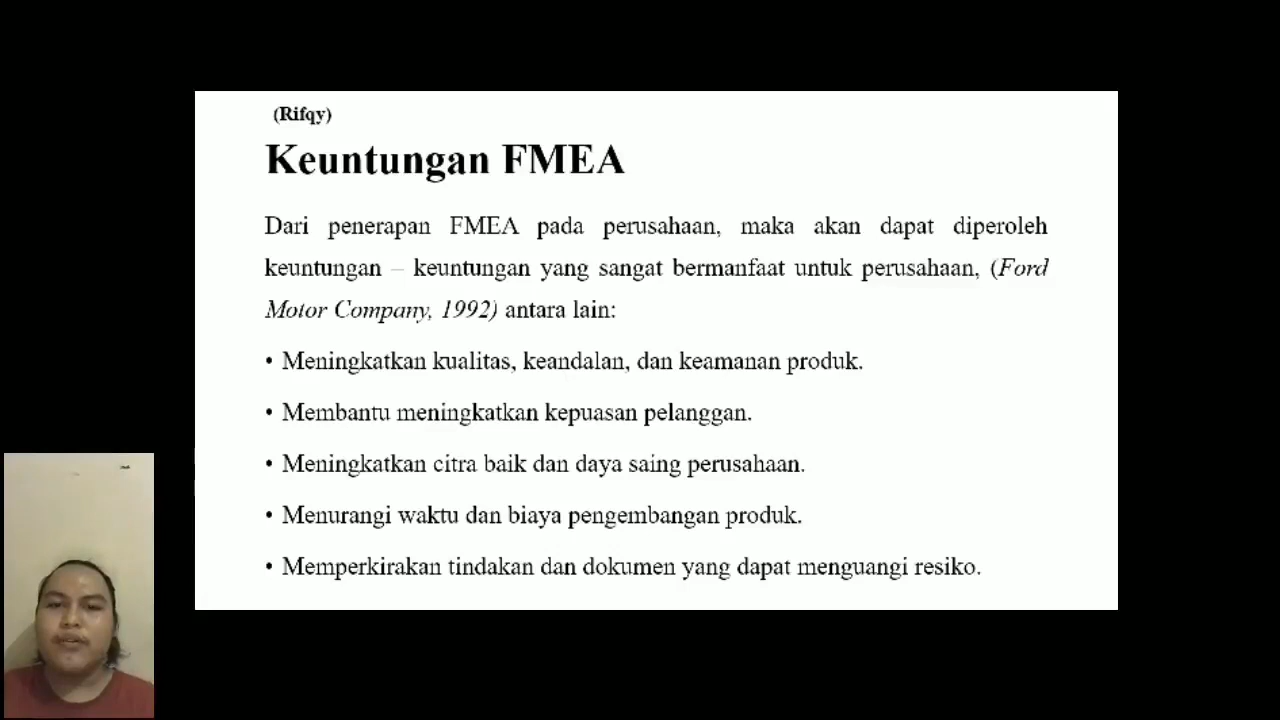 (Rifqy)
Keuntungan FMEA
Dari penerapan FMEA pada perusahaan, maka akan dapat diperoleh
keuntungan – keuntungan yang sangat bermanfaat untuk perusahaan, (Ford
Motor Company, 1992) antara lain:
• Meningkatkan kualitas, keandalan, dan keamanan produk.
• Membantu meningkatkan kepuasan pelanggan.
• Meningkatkan citra baik dan daya saing perusahaan.
• Menurangi waktu dan biaya pengembangan produk.
• Memperkirakan tindakan dan dokumen yang dapat menguangi resiko.